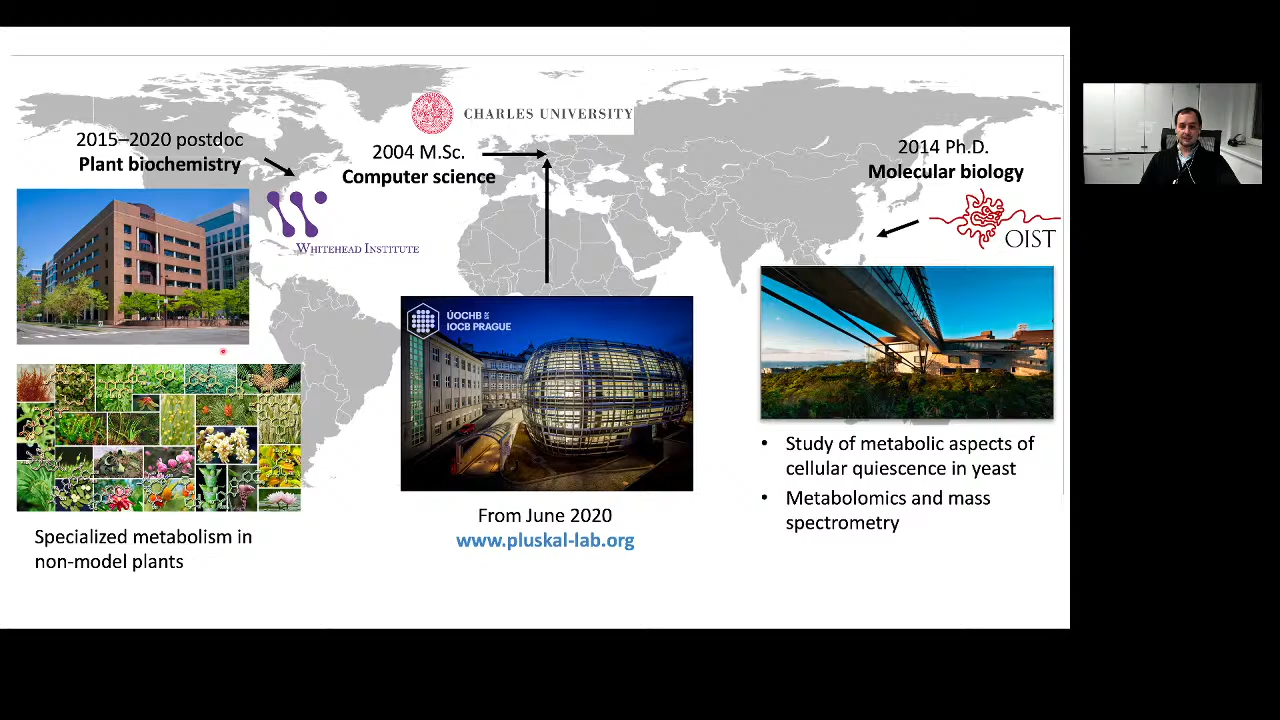 CHARLES UNIVERSITY
2015–2020 postdoc
Plant biochemistry
2004 M.Sc.
Computer science
2014 Ph.D.
Molecular biology
WHITEHEAD INSTITUTE
OIST
ÚOCHB
IOCB PRAGUE
Specialized metabolism in
non-model plants
From June 2020
www.pluskal-lab.org
• Study of metabolic aspects of
cellular quiescence in yeast
• Metabolomics and mass
spectrometry